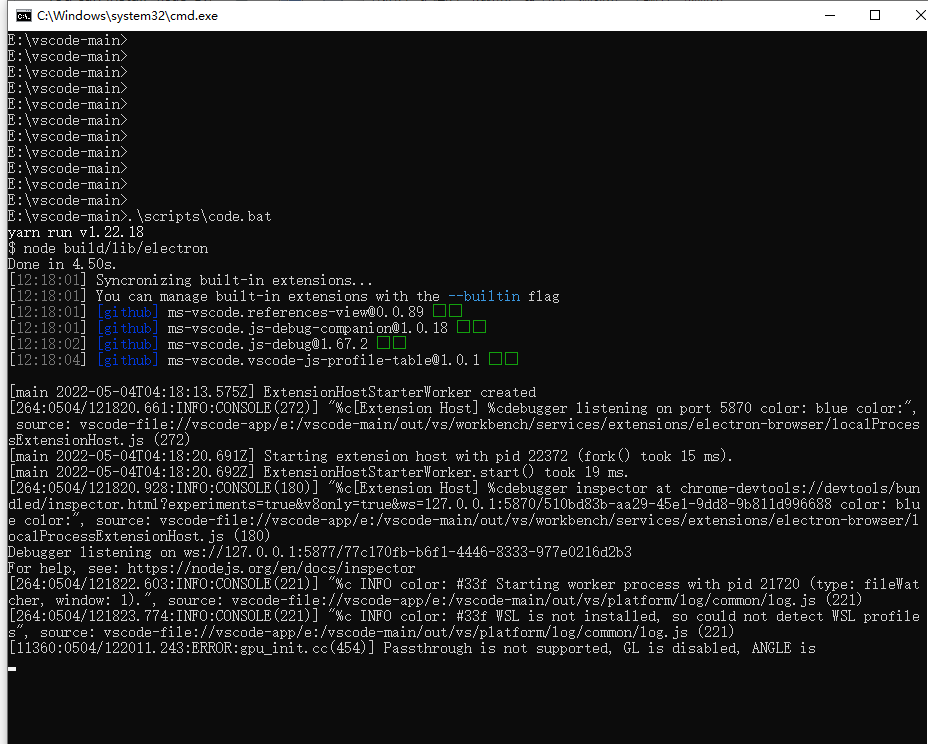 C:\Windows\system32\cmd.exe
E:\vscode-main>
E:\vscode-main>
E:\vscode-main>
E:\vscode-main>
E:\vscode-main>
E:\vscode-main>
E:\vscode-main>
E:\vscode-main>
E:\vscode-main>
E:\vscode-main>
E:\vscode-main>
E:\vscode-main>.\scripts\code.bat
yarn run v1.22.18
$ node build/lib/electron
Done in 4.50s.
[12:18:01] Syncronizing built-in extensions...
[12:18:01] You can manage built-in extensions with the --builtin flag
[12:18:01] [github] ms-vscode.references-view@0.0.89 □□
[12:18:01] [github] ms-vscode.js-debug-companion@1.0.18 □□
[12:18:02] [github] ms-vscode.js-debug@1.67.2 □□
[12:18:04] [github] ms-vscode.vscode-js-profile-table@1.0.1 □□
[main 2022-05-04T04:18:13.575Z] ExtensionHostStarterWorker created
[264:0504/121820.661:INFO:CONSOLE(272)] "%c[Extension Host] %cdebugger listening on port 5870 color: blue color:",
 source: vscode-file://vscode-app/e:/vscode-main/out/vs/workbench/services/extensions/electron-browser/localProces
sExtensionHost.js (272)
[main 2022-05-04T04:18:20.691Z] Starting extension host with pid 22372 (fork() took 15 ms).
[main 2022-05-04T04:18:20.692Z] ExtensionHostStarterWorker.start() took 19 ms.
[264:0504/121820.928:INFO:CONSOLE(180)] "%c[Extension Host] %cdebugger inspector at chrome-devtools://devtools/bun
dled/inspector.html?experiments=true&v8only=true&ws=127.0.0.1:5870/510bd83b-aa29-45e1-9dd8-9b811d996688 color: blu
e color:", source: vscode-file://vscode-app/e:/vscode-main/out/vs/workbench/services/extensions/electron-browser/l
ocalProcessExtensionHost.js (180)
Debugger listening on ws://127.0.0.1:5877/77c170fb-b6f1-4446-8333-977e0216d2b3
For help, see: https://nodejs.org/en/docs/inspector
[264:0504/121822.603:INFO:CONSOLE(221)] "%c INFO color: #33f Starting worker process with pid 21720 (type: fileWat
cher, window: 1).", source: vscode-file://vscode-app/e:/vscode-main/out/vs/platform/log/common/log.js (221)
[264:0504/121823.774:INFO:CONSOLE(221)] "%c INFO color: #33f WSL is not installed, so could not detect WSL profile
s", source: vscode-file://vscode-app/e:/vscode-main/out/vs/platform/log/common/log.js (221)
[11360:0504/122011.243:ERROR:gpu_init.cc(454)] Passthrough is not supported, GL is disabled, ANGLE is